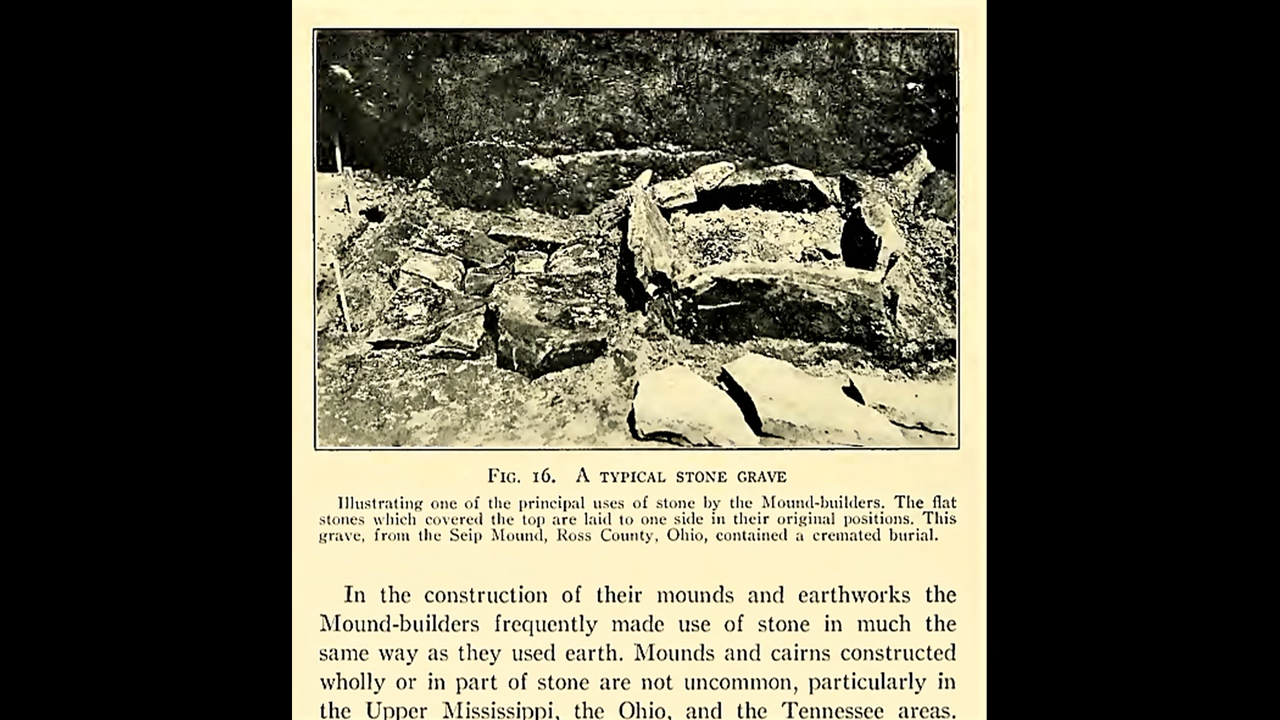 Fig. 16. A typical stone grave
Illustrating one of the principal uses of stone by the Mound-builders. The flat
stones which covered the top are laid to one side in their original positions. This
grave, from the Seip Mound, Ross County, Ohio, contained a cremated burial.
In the construction of their mounds and earthworks the
Mound-builders frequently made use of stone in much the
same way as they used earth. Mounds and cairns constructed
wholly or in part of stone are not uncommon, particularly in
the Upper Mississippi, the Ohio, and the Tennessee areas.